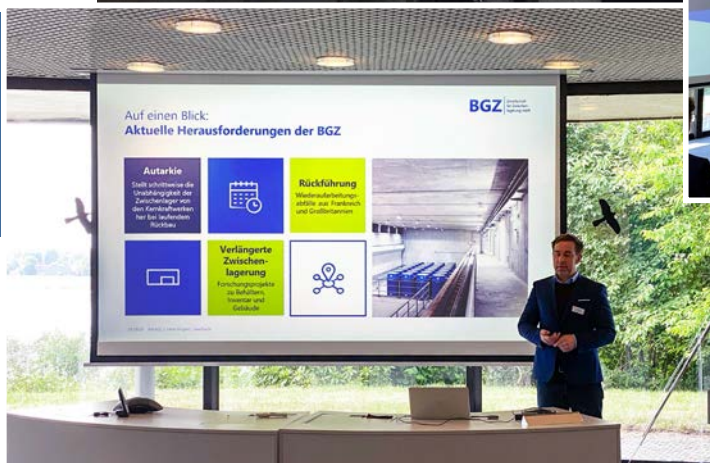 Auf einen Blick:
Aktuelle Herausforderungen der BGZ
BGZ
Autarkie
Stellt schrittweise die
Unabhängigkeit der
Zwischenlager von
den Kernkraftwerken
her bei laufendem
Rückbau
Rückführung
Wiederaufarbeitungs-
abfälle aus Frankreich
und Großbritannien
Verlängerte
Zwischen-
lagerung
Forschungsprojekte
zu Behältern,
Inventar und
Gebäude